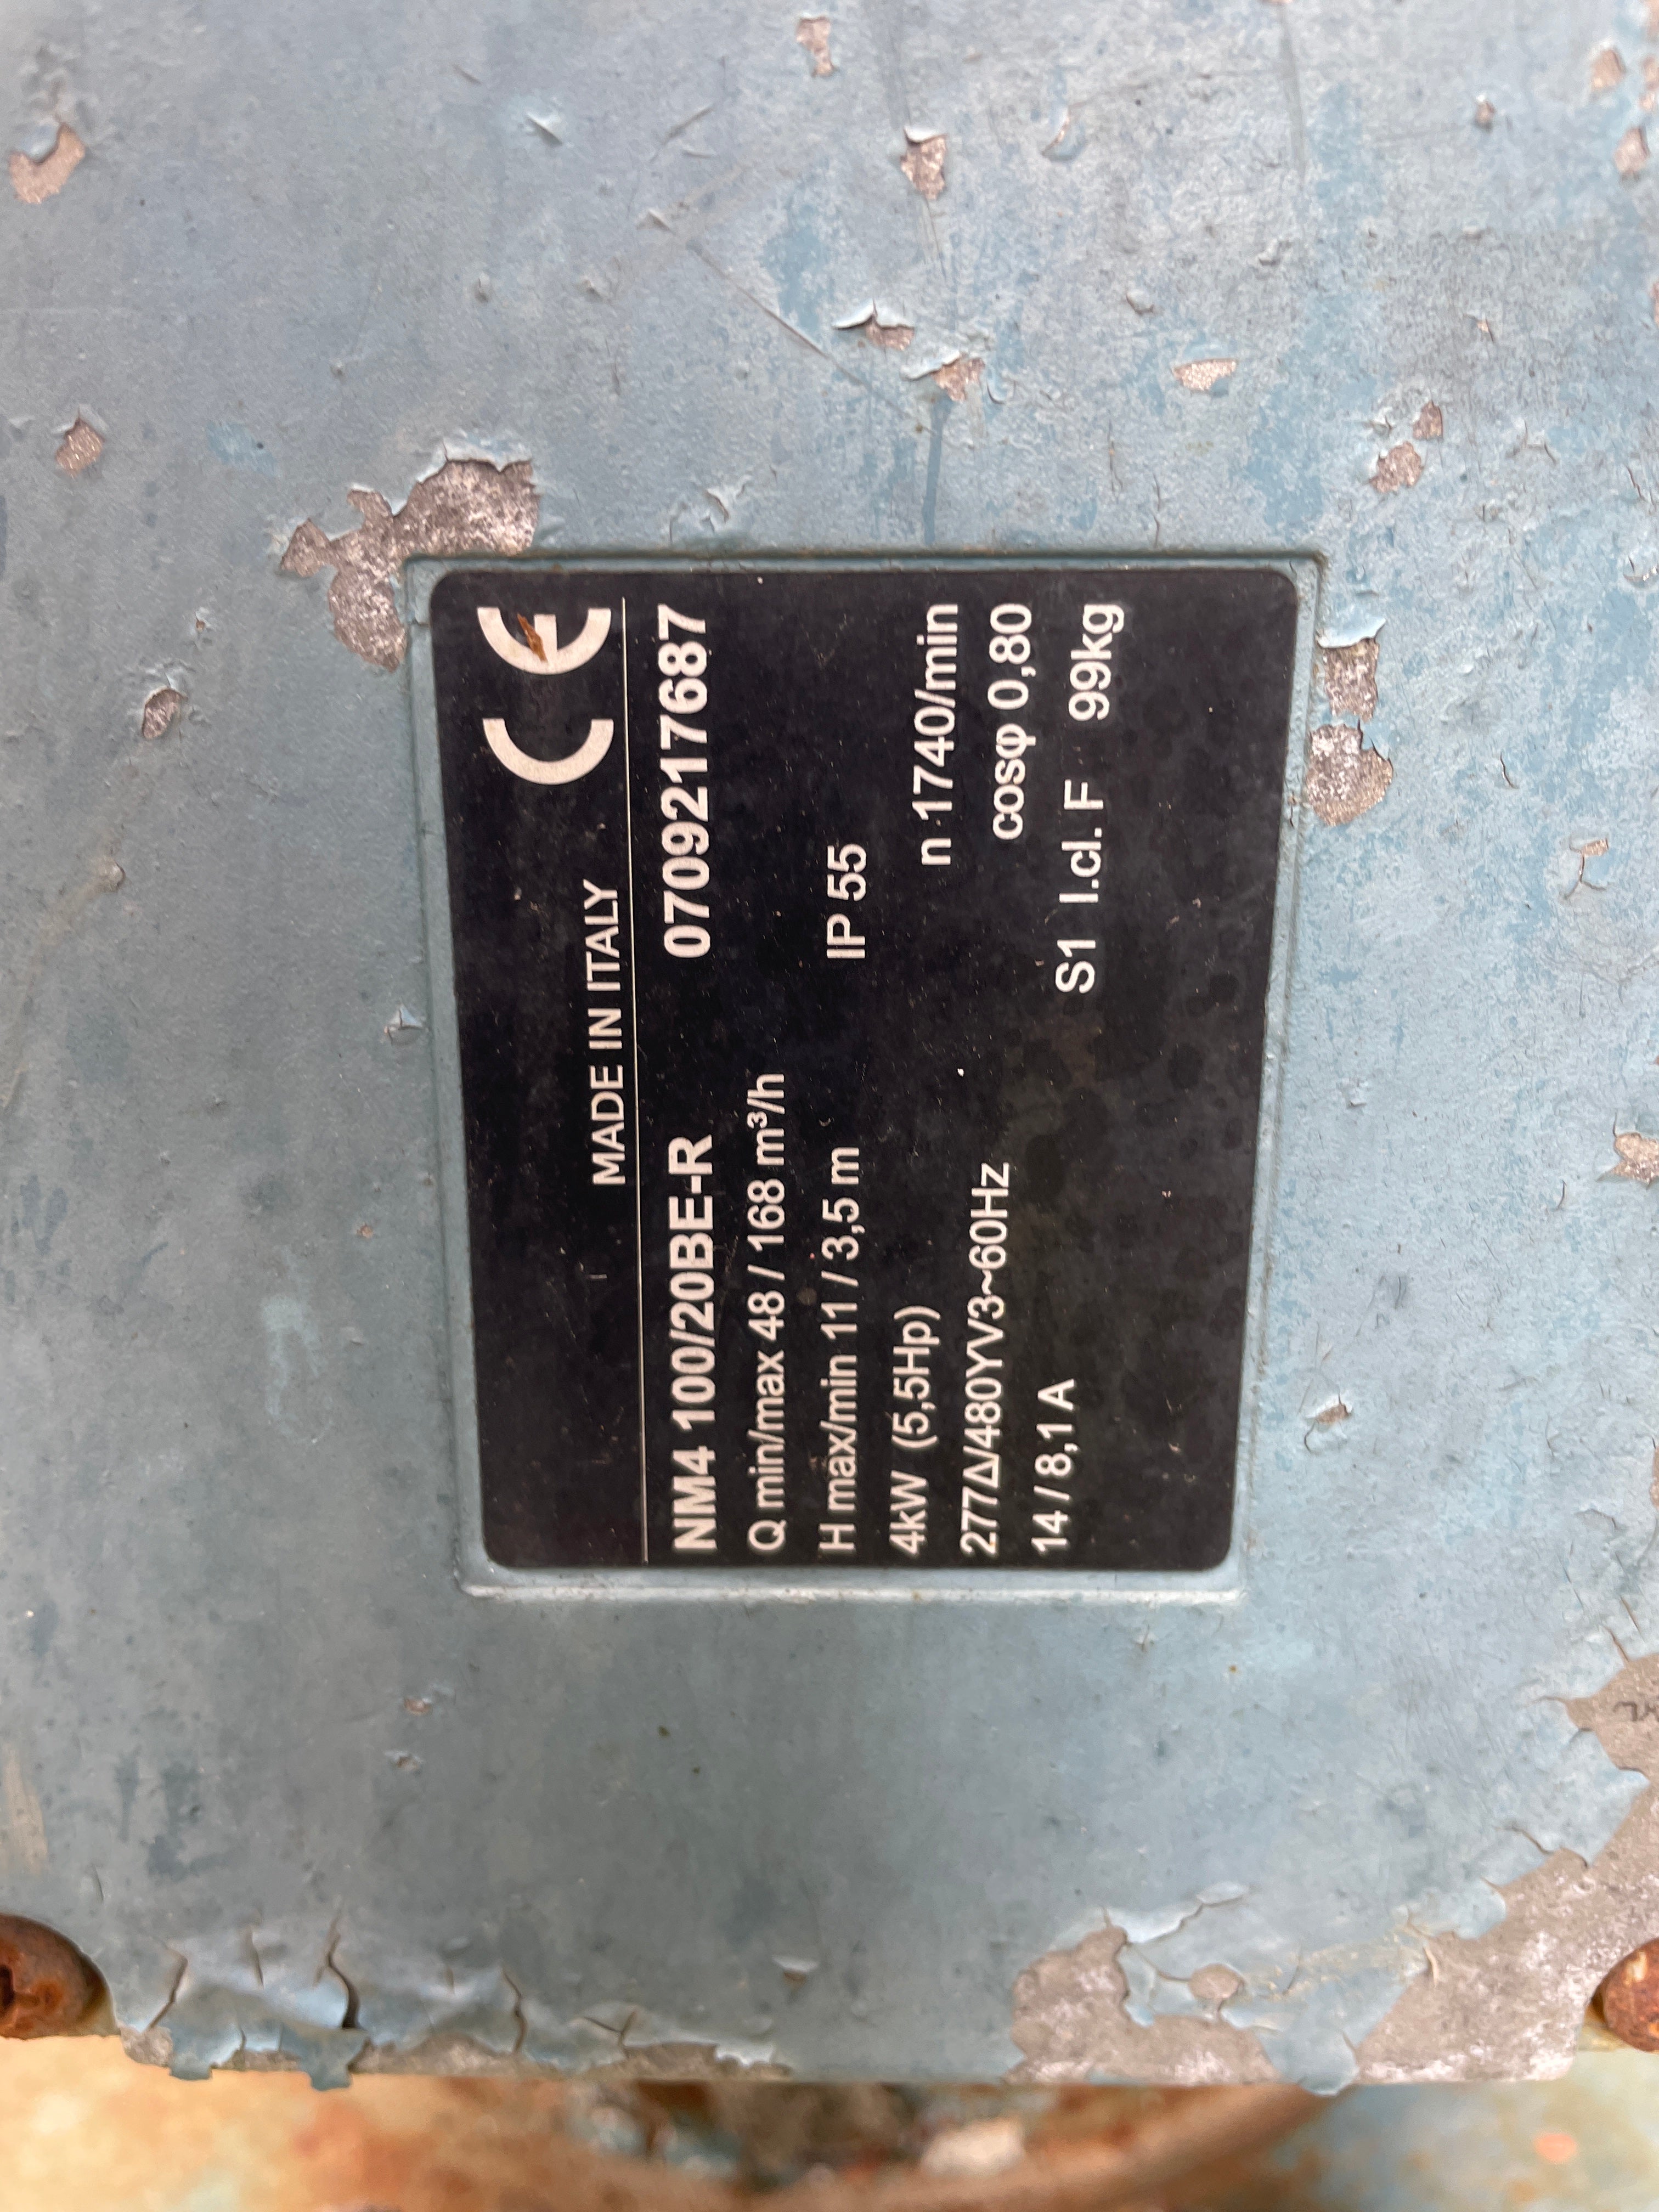 MADE IN ITALY CE
NM4 100/20BE-R 0709217687
Q min/max 48 / 168 m³/h
H max/min 11 / 3,5 m IP 55
4kW (5,5Hp) n 1740/min
277Δ/480YV3~60Hz cosφ 0,80
14 / 8,1 A S1 I.cl. F 99kg